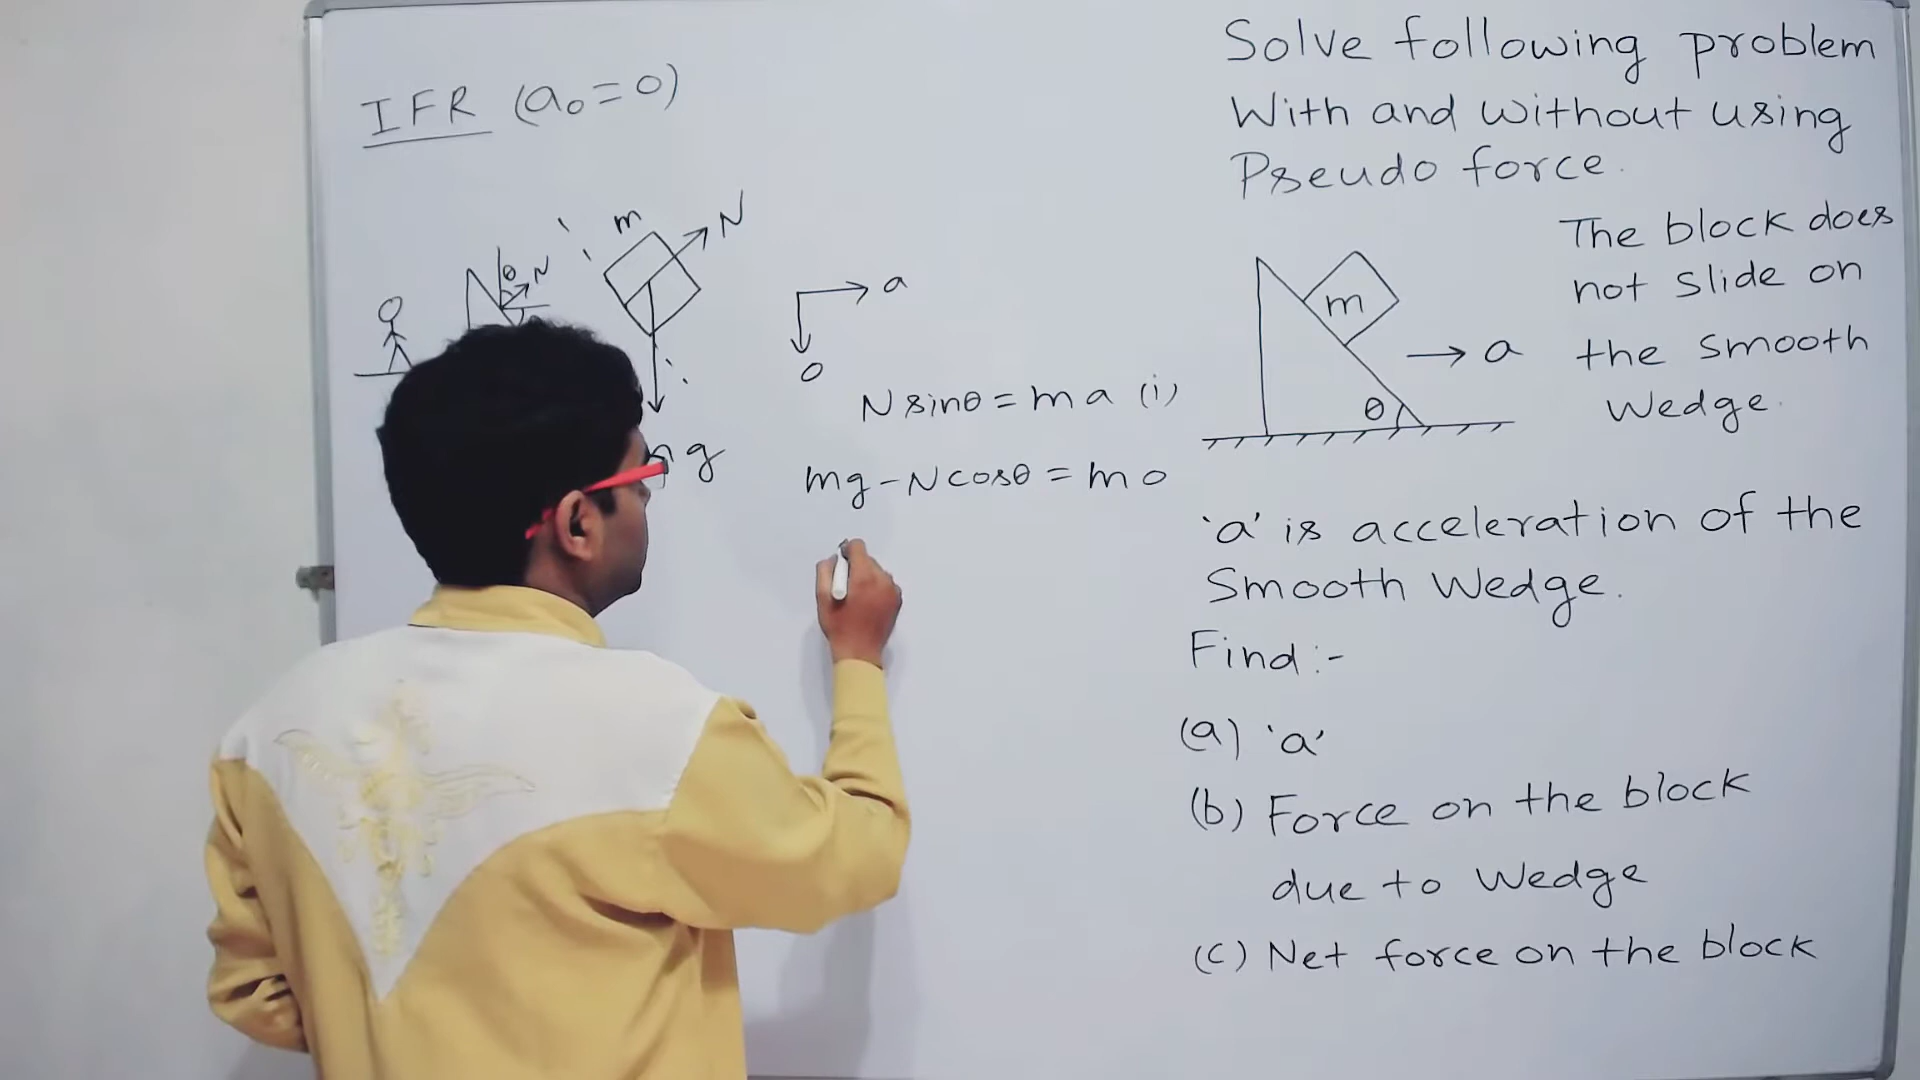 IFR (a₀=0)
m
N
θ
N
a
0
g
N sinθ = m a (i)
mg - N cosθ = m 0
Solve following problem
With and without using
Pseudo force.
The block does
not slide on
the smooth
Wedge.
m
a
θ
'a' is acceleration of the
Smooth Wedge.
Find :-
(a) 'a'
(b) Force on the block
due to Wedge
(c) Net force on the block